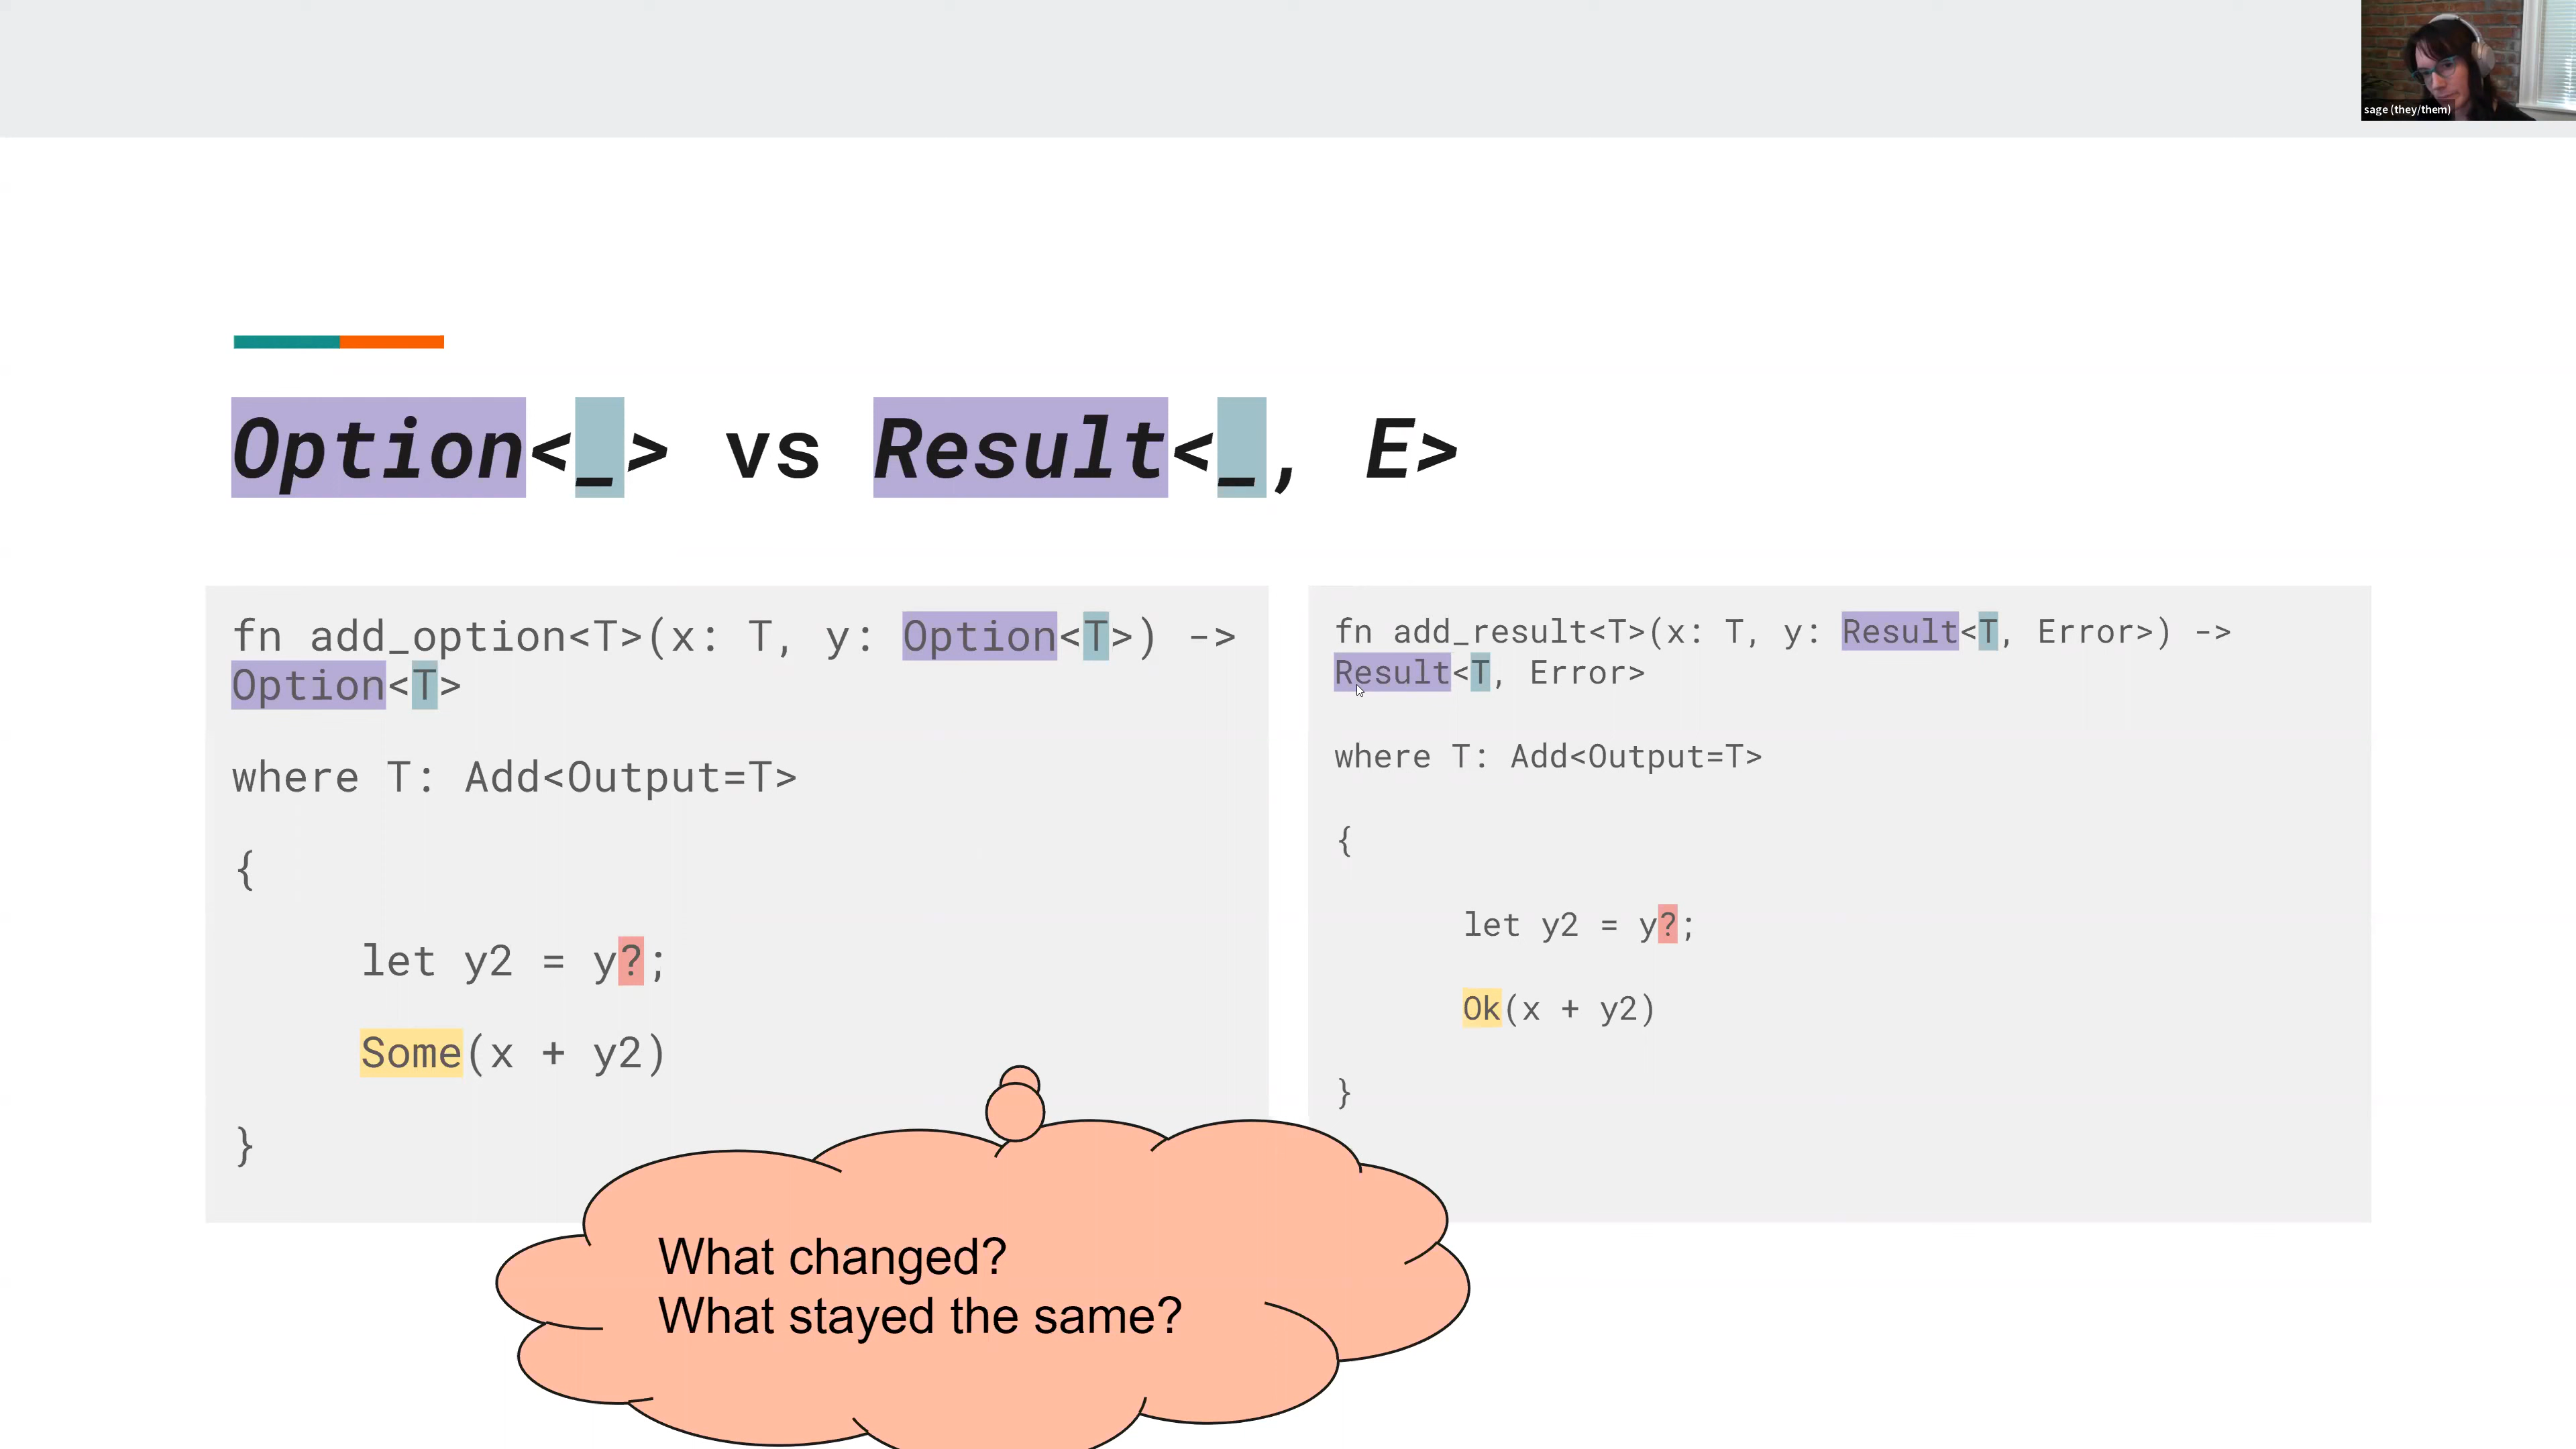 sage (they/them)
Option<_> vs Result<_, E>
fn add_option<T>(x: T, y: Option<T>) ->
Option<T>
where T: Add<Output=T>
{
let y2 = y?;
Some(x + y2)
}
fn add_result<T>(x: T, y: Result<T, Error>) ->
Result<T, Error>
where T: Add<Output=T>
{
let y2 = y?;
Ok(x + y2)
}
What changed?
What stayed the same?